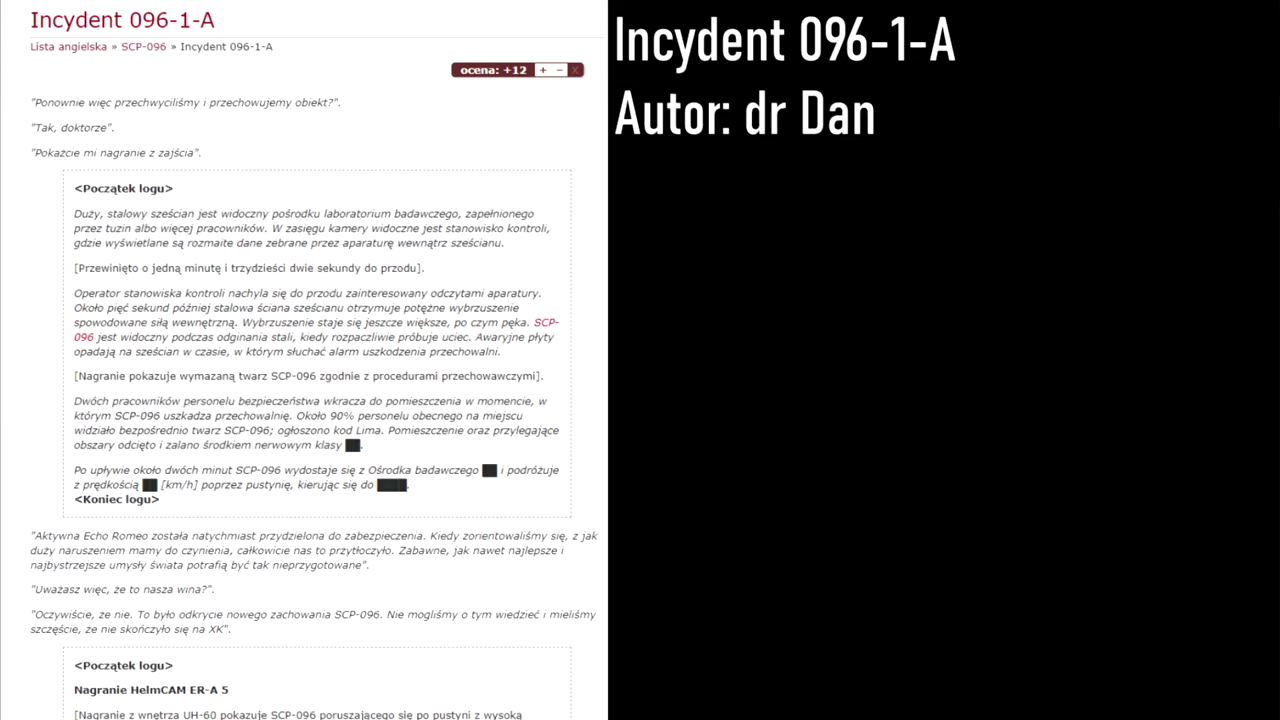 Incydent 096-1-A
Lista angielska » SCP-096 » Incydent 096-1-A
ocena: +12 + − X
"Ponownie więc przechwyciliśmy i przechowujemy obiekt?".
"Tak, doktorze".
"Pokażcie mi nagranie z zajścia".
<Początek logu>
Duży, stalowy sześcian jest widoczny pośrodku laboratorium badawczego, zapełnionego
przez tuzin albo więcej pracowników. W zasięgu kamery widoczne jest stanowisko kontroli,
gdzie wyświetlane są rozmaite dane zebrane przez aparaturę wewnątrz sześcianu.
[Przewinięto o jedną minutę i trzydzieści dwie sekundy do przodu].
Operator stanowiska kontroli nachyla się do przodu zainteresowany odczytami aparatury.
Około pięć sekund później stalowa ściana sześcianu otrzymuje potężne wybrzuszenie
spowodowane siłą wewnętrzną. Wybrzuszenie staje się jeszcze większe, po czym pęka. SCP-
096 jest widoczny podczas odginania stali, kiedy rozpaczliwie próbuje uciec. Awaryjne płyty
opadają na sześcian w czasie, w którym słuchać alarm uszkodzenia przechowalni.
[Nagranie pokazuje wymazaną twarz SCP-096 zgodnie z procedurami przechowawczymi].
Dwóch pracowników personelu bezpieczeństwa wkracza do pomieszczenia w momencie, w
którym SCP-096 uszkadza przechowalnię. Około 90% personelu obecnego na miejscu
widziało bezpośrednio twarz SCP-096; ogłoszono kod Lima. Pomieszczenie oraz przylegające
obszary odcięto i zalano środkiem nerwowym klasy ██.
Po upływie około dwóch minut SCP-096 wydostaje się z Ośrodka badawczego ██ i podróżuje
z prędkością ██ [km/h] poprzez pustynię, kierując się do ████.
<Koniec logu>
"Aktywna Echo Romeo została natychmiast przydzielona do zabezpieczenia. Kiedy zorientowaliśmy się, z jak
duży naruszeniem mamy do czynienia, całkowicie nas to przytłoczyło. Zabawne, jak nawet najlepsze i
najbystrzejsze umysły świata potrafią być tak nieprzygotowane".
"Uważasz więc, że to nasza wina?".
"Oczywiście, że nie. To było odkrycie nowego zachowania SCP-096. Nie mogliśmy o tym wiedzieć i mieliśmy
szczęście, że nie skończyło się na XK".
<Początek logu>
Nagranie HelmCAM ER-A 5
[Nagranie z wnętrza UH-60 pokazuje SCP-096 poruszającego się po pustyni z wysoką
Incydent 096-1-A
Autor: dr Dan